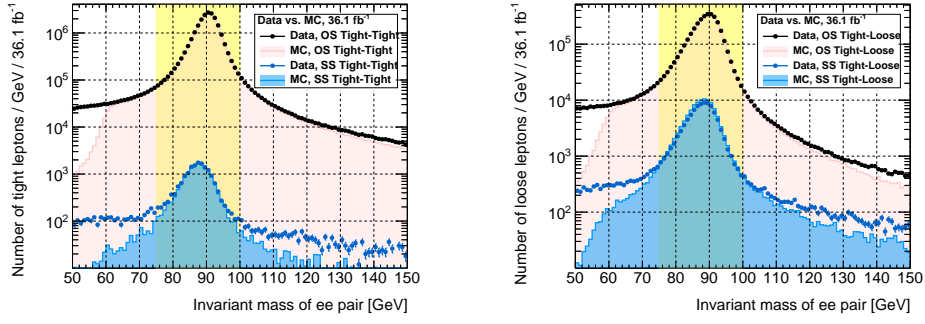 Data vs. MC, 36.1 fb⁻¹
Data, OS Tight-Tight
MC, OS Tight-Tight
Data, SS Tight-Tight
MC, SS Tight-Tight
Number of tight leptons / GeV / 36.1 fb⁻¹
10⁶
10⁵
10⁴
10³
10²
50 60 70 80 90 100 110 120 130 140 150
Invariant mass of ee pair [GeV]
Data vs. MC, 36.1 fb⁻¹
Data, OS Tight-Loose
MC, OS Tight-Loose
Data, SS Tight-Loose
MC, SS Tight-Loose
Number of loose leptons / GeV / 36.1 fb⁻¹
10⁵
10⁴
10³
10²
50 60 70 80 90 100 110 120 130 140 150
Invariant mass of ee pair [GeV]